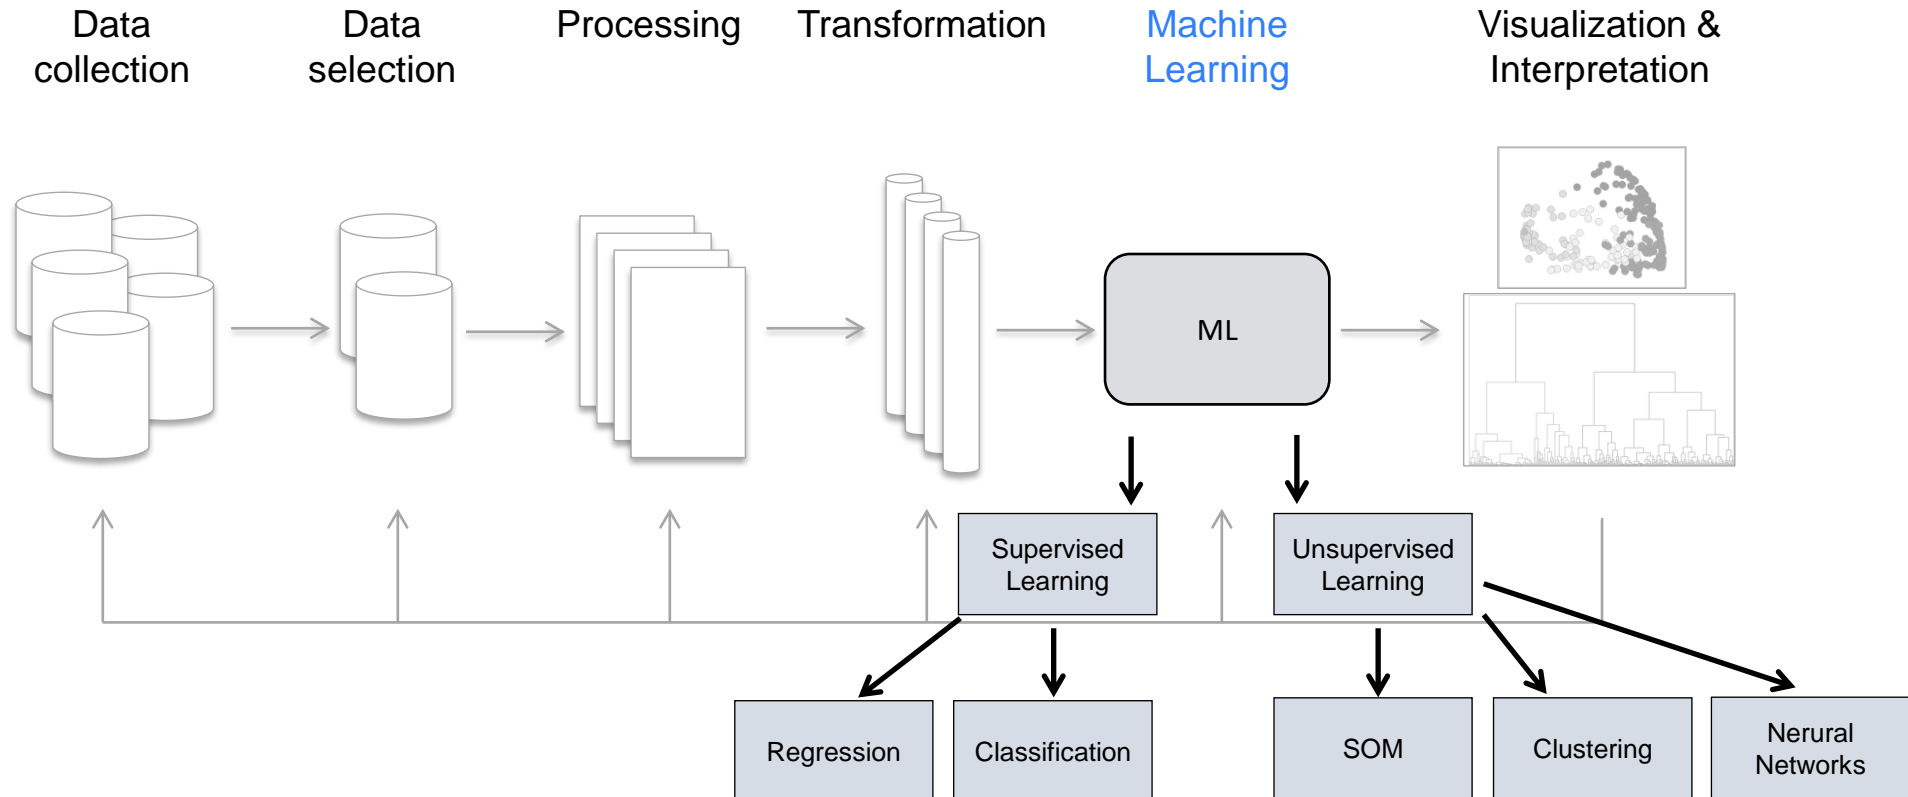 Data
collection
Data
selection
Processing
Transformation
Machine
Learning
Visualization &
Interpretation
ML
Supervised
Learning
Unsupervised
Learning
Regression
Classification
SOM
Clustering
Nerural
Networks